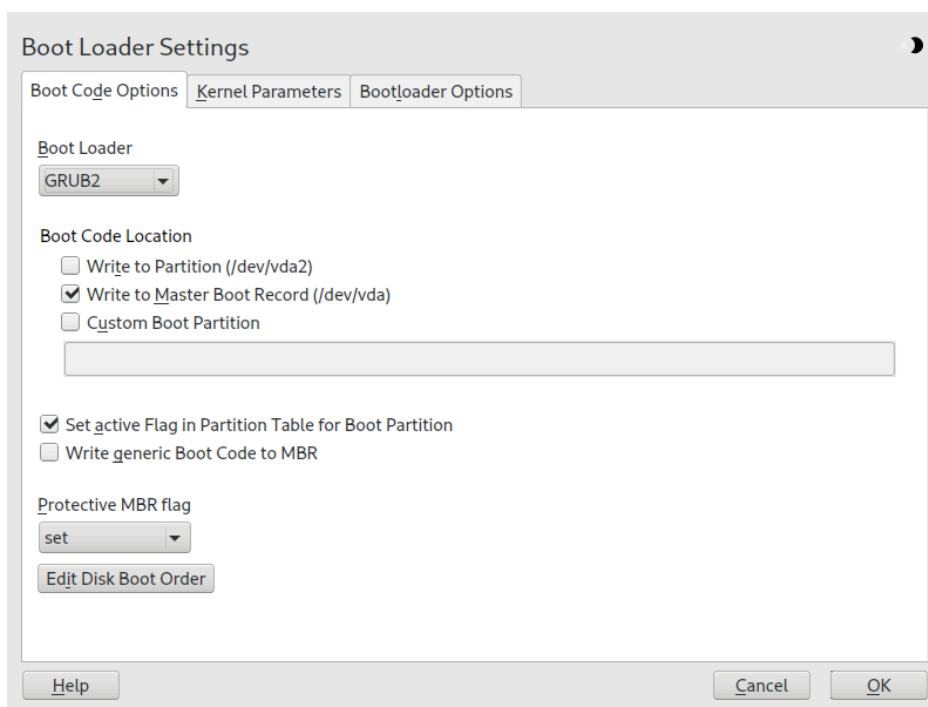 Boot Loader Settings
Boot Code Options Kernel Parameters Bootloader Options
Boot Loader
GRUB2
Boot Code Location
Write to Partition (/dev/vda2)
Write to Master Boot Record (/dev/vda)
Custom Boot Partition
Set active Flag in Partition Table for Boot Partition
Write generic Boot Code to MBR
Protective MBR flag
set
Edit Disk Boot Order
Help Cancel OK